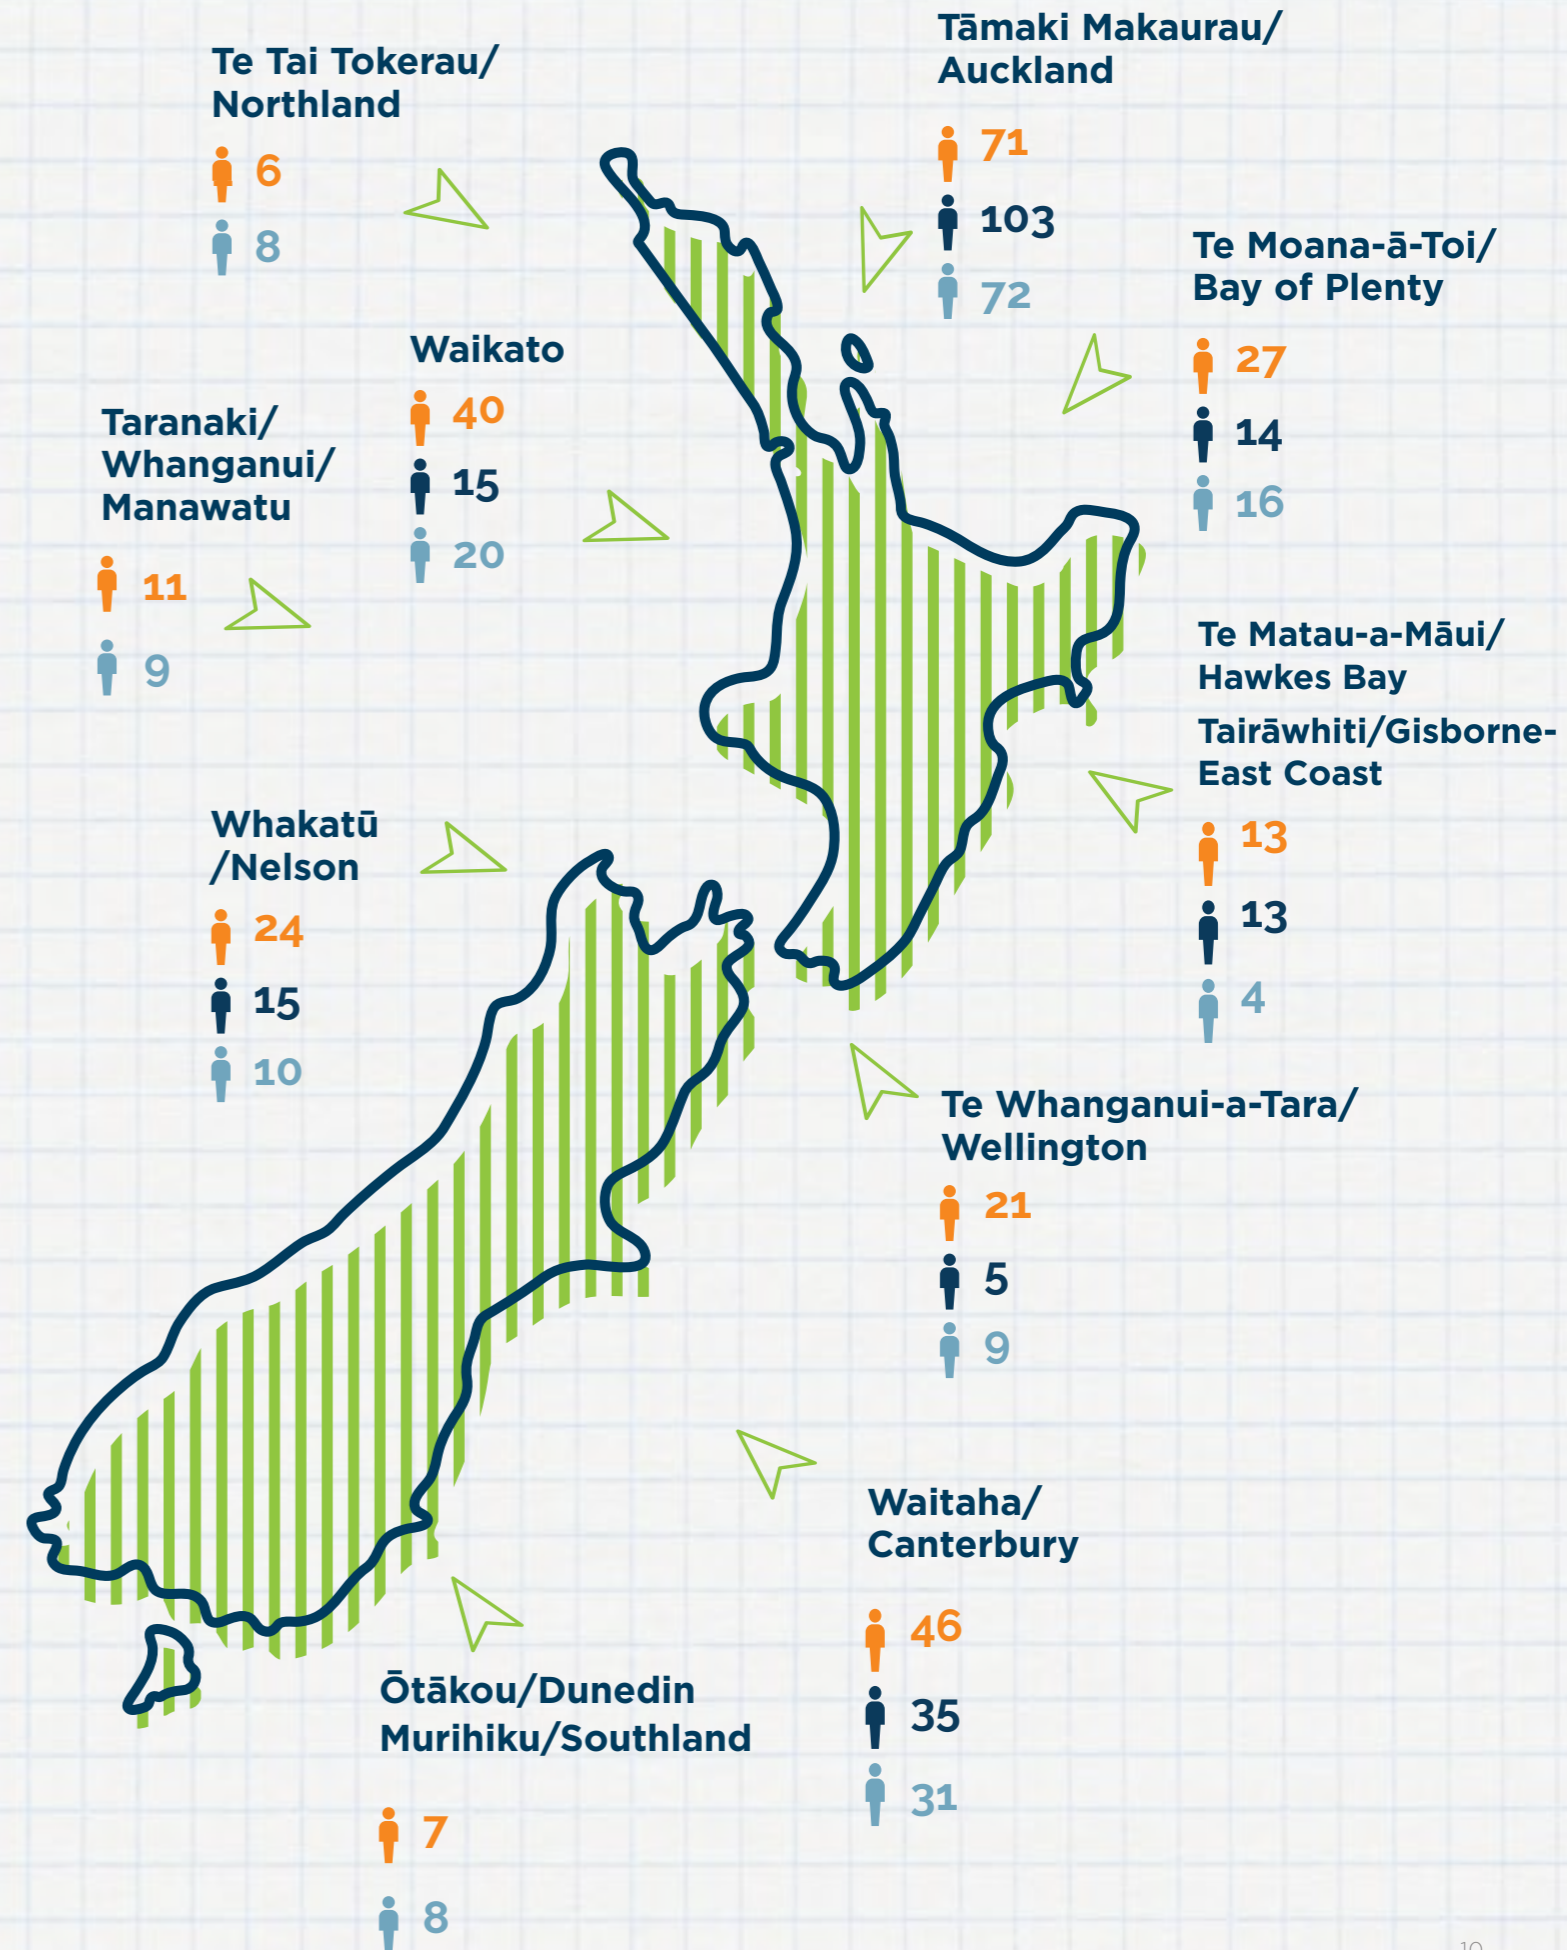 Te Tai Tokerau/
Northland
6
8
Tāmaki Makaurau/
Auckland
71
103
72
Te Moana-ā-Toi/
Bay of Plenty
27
14
16
Waikato
40
15
20
Taranaki/
Whanganui/
Manawatu
11
9
Te Matau-a-Māui/
Hawkes Bay
Tairāwhiti/Gisborne-
East Coast
13
13
4
Whakatū
/Nelson
24
15
10
Te Whanganui-a-Tara/
Wellington
21
5
9
Waitaha/
Canterbury
46
35
31
Ōtākou/Dunedin
Murihiku/Southland
7
8
10